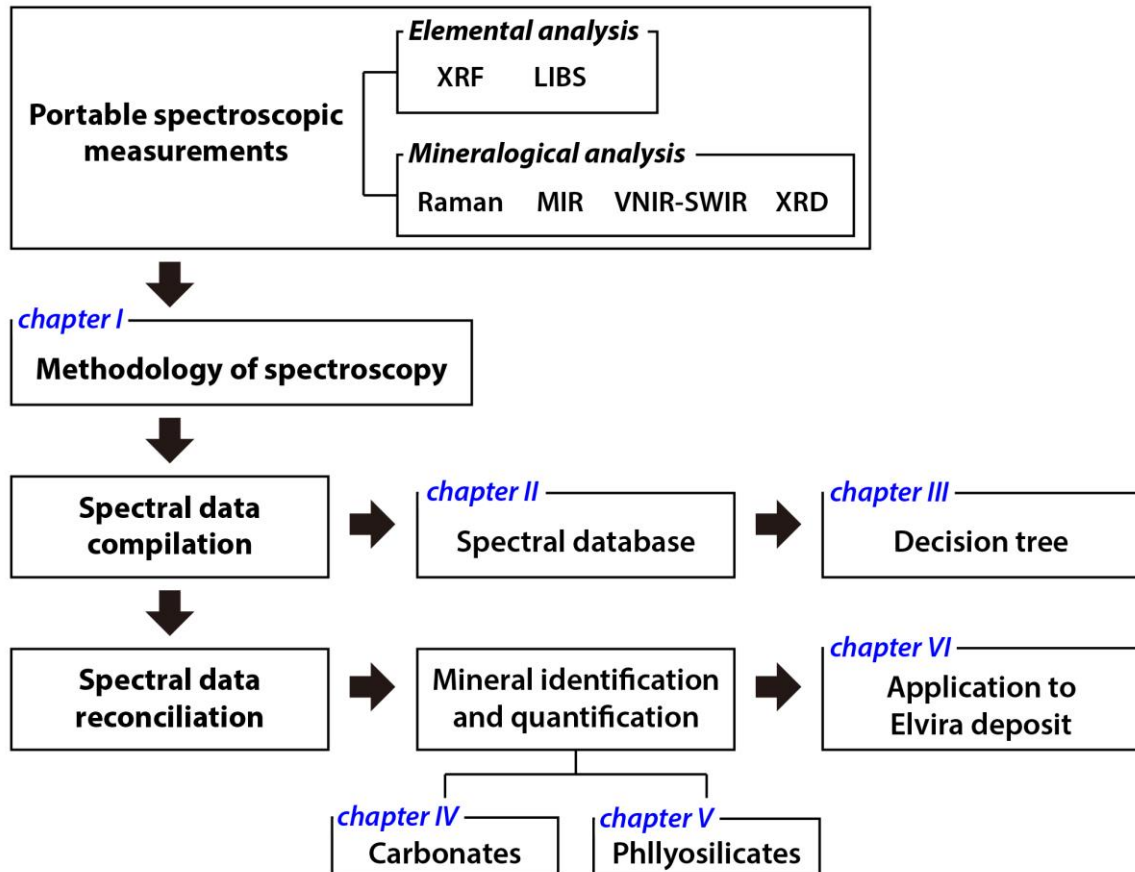 Elemental analysis
XRF LIBS
Portable spectroscopic
measurements
Mineralogical analysis
Raman MIR VNIR-SWIR XRD
chapter I
Methodology of spectroscopy
Spectral data
compilation
chapter II
Spectral database
chapter III
Decision tree
Spectral data
reconciliation
Mineral identification
and quantification
chapter VI
Application to
Elvira deposit
chapter IV
Carbonates
chapter V
Phllyosilicates